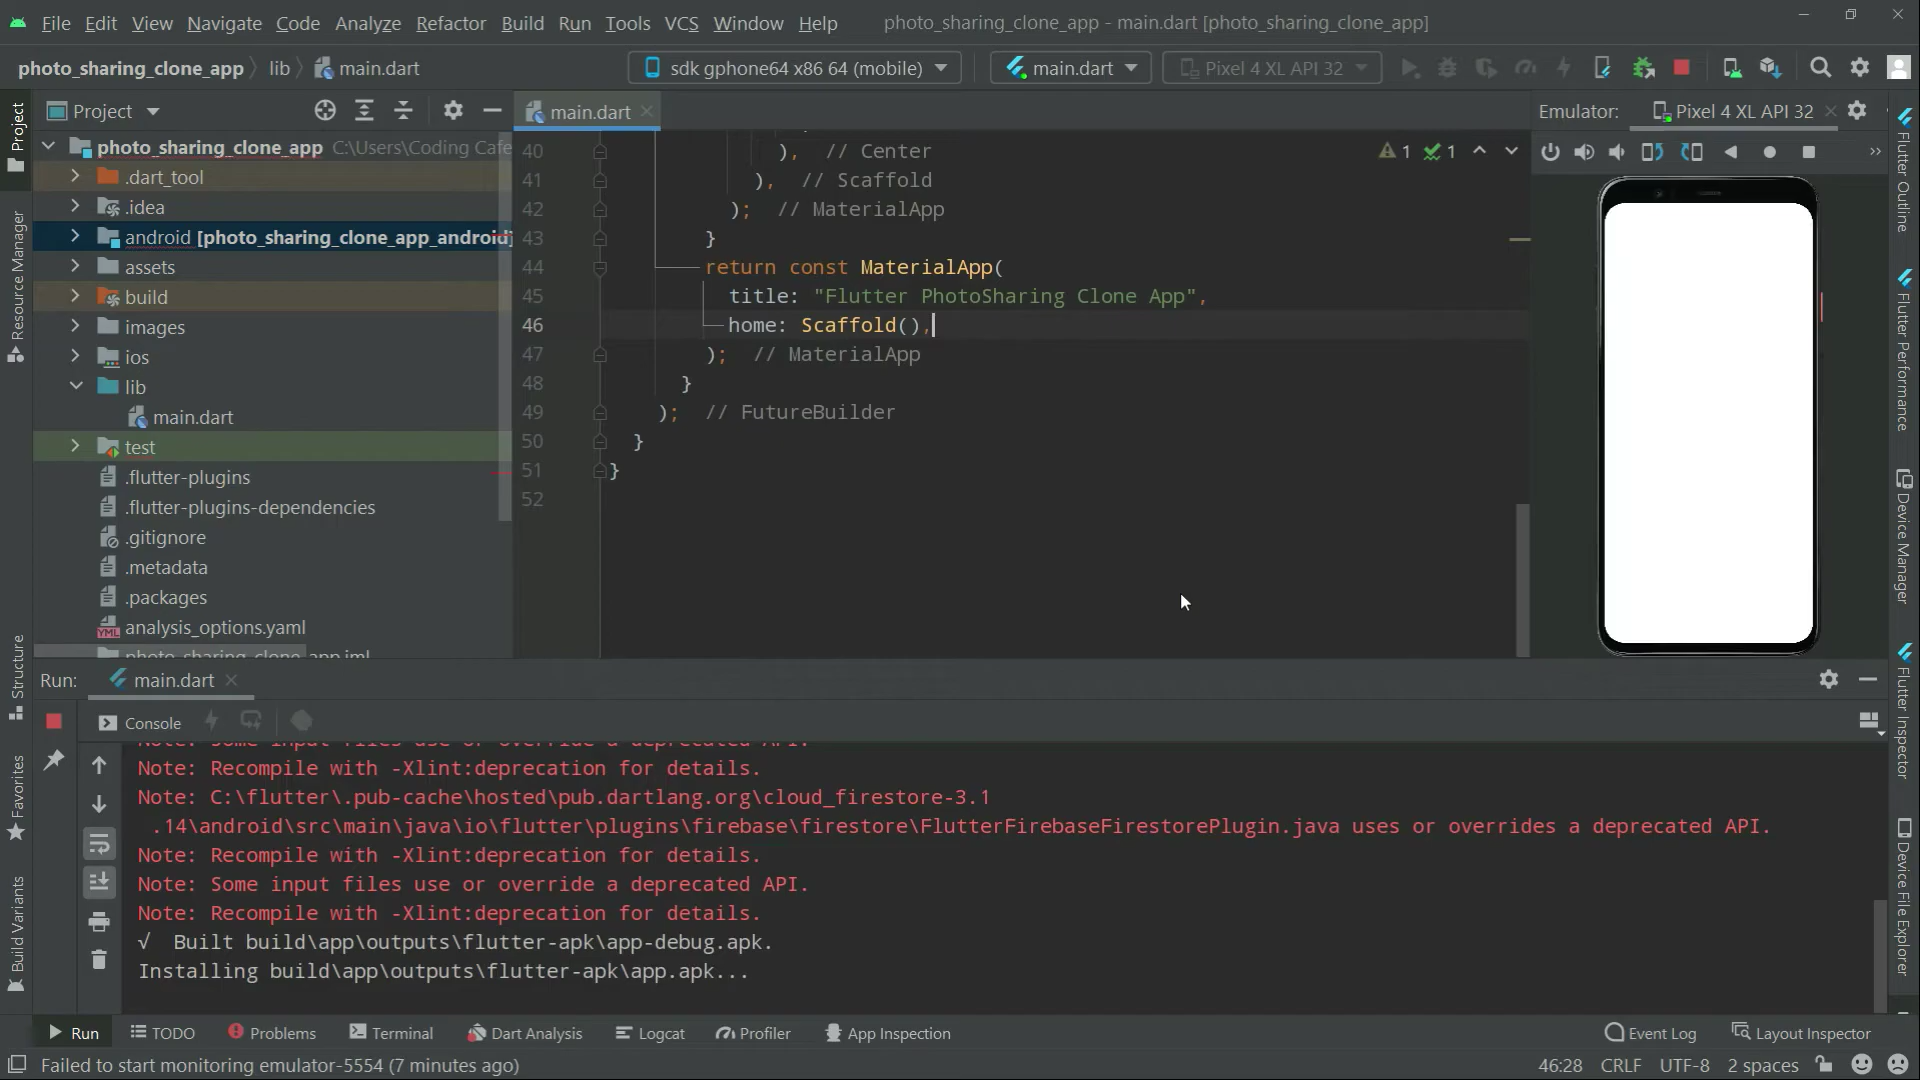 File Edit View Navigate Code Analyze Refactor Build Run Tools VCS Window Help photo_sharing_clone_app - main.dart [photo_sharing_clone_app]
photo_sharing_clone_app lib main.dart sdk gphone64 x86 64 (mobile) main.dart Pixel 4 XL API 32
Project
main.dart
Emulator: Pixel 4 XL API 32
photo_sharing_clone_app C:\Users\Coding Cafe
.dart_tool
.idea
android [photo_sharing_clone_app_android]
assets
build
images
ios
lib
main.dart
test
.flutter-plugins
.flutter-plugins-dependencies
.gitignore
.metadata
.packages
analysis_options.yaml
photo_sharing_clone_app.iml
40 ), // Center
41 ), // Scaffold
42 ); // MaterialApp
43 }
44 return const MaterialApp(
45 title: "Flutter PhotoSharing Clone App",
46 home: Scaffold(),
47 ); // MaterialApp
48 }
49 ); // FutureBuilder
50 }
51 }
52
1 1
Project
Resource Manager
Structure
Favorites
Build Variants
Flutter Outline
Flutter Performance
Device Manager
Flutter Inspector
Device File Explorer
Run: main.dart
Console
Note: Some input files use or override a deprecated API.
Note: Recompile with -Xlint:deprecation for details.
Note: C:\flutter\.pub-cache\hosted\pub.dartlang.org\cloud_firestore-3.1
.14\android\src\main\java\io\flutter\plugins\firebase\firestore\FlutterFirebaseFirestorePlugin.java uses or overrides a deprecated API.
Note: Recompile with -Xlint:deprecation for details.
Note: Some input files use or override a deprecated API.
Note: Recompile with -Xlint:deprecation for details.
√ Built build\app\outputs\flutter-apk\app-debug.apk.
Installing build\app\outputs\flutter-apk\app.apk...
Run TODO Problems Terminal Dart Analysis Logcat Profiler App Inspection Event Log Layout Inspector
Failed to start monitoring emulator-5554 (7 minutes ago) 46:28 CRLF UTF-8 2 spaces